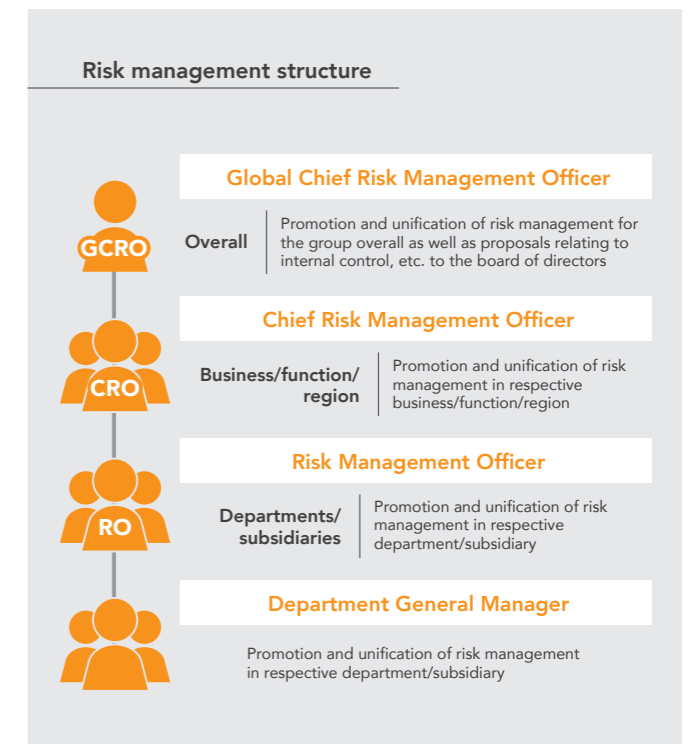 Risk management structure
Global Chief Risk Management Officer
GCRO
Overall
Promotion and unification of risk management for
the group overall as well as proposals relating to
internal control, etc. to the board of directors
Chief Risk Management Officer
CRO
Business/function/
region
Promotion and unification of risk
management in respective
business/function/region
Risk Management Officer
RO
Departments/
subsidiaries
Promotion and unification of risk
management in respective
department/subsidiary
Department General Manager
Promotion and unification of risk management
in respective department/subsidiary